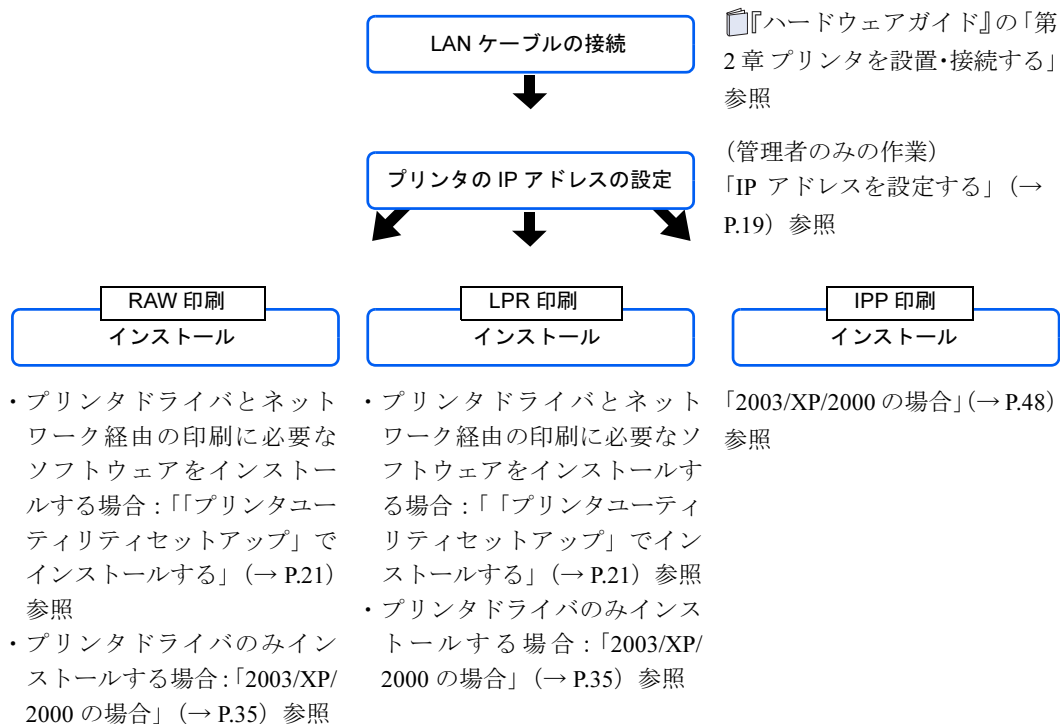 LAN ケーブルの接続
『ハードウェアガイド』の「第
2 章 プリンタを設置・接続する」
参照
プリンタの IP アドレスの設定
（管理者のみの作業）
「IP アドレスを設定する」（→
P.19）参照
RAW 印刷
インストール
・プリンタドライバとネット
ワーク経由の印刷に必要な
ソフトウェアをインストー
ルする場合：「「プリンタユー
ティリティセットアップ」で
インストールする」（→ P.21）
参照
・プリンタドライバのみイン
ストールする場合：「2003/XP/
2000 の場合」（→ P.35）参照
LPR 印刷
インストール
・プリンタドライバとネット
ワーク経由の印刷に必要なソ
フトウェアをインストールす
る場合：「「プリンタユーティ
リティセットアップ」でイン
ストールする」（→ P.21）参照
・プリンタドライバのみインス
トールする場合：「2003/XP/
2000 の場合」（→ P.35）参照
IPP 印刷
インストール
「2003/XP/2000 の場合」（→ P.48）
参照